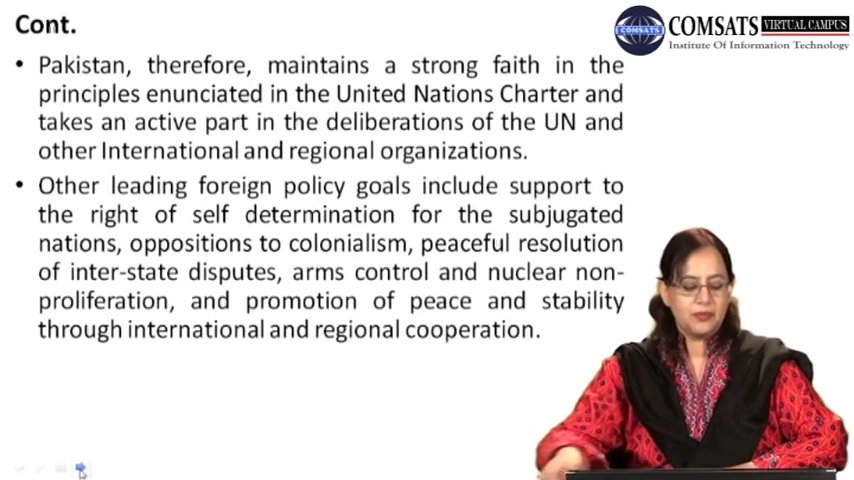 Cont.
COMSATS VIRTUAL CAMPUS
COMSATS
Institute Of Information Technology
• Pakistan, therefore, maintains a strong faith in the
principles enunciated in the United Nations Charter and
takes an active part in the deliberations of the UN and
other International and regional organizations.
• Other leading foreign policy goals include support to
the right of self determination for the subjugated
nations, oppositions to colonialism, peaceful resolution
of inter-state disputes, arms control and nuclear non-
proliferation, and promotion of peace and stability
through international and regional cooperation.